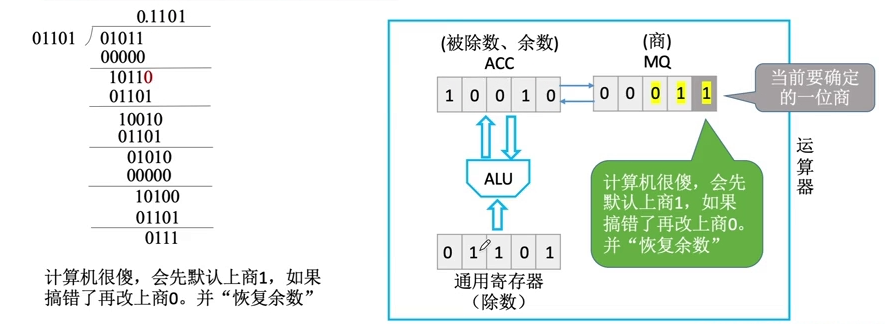 0.1101
01101 01011
00000
10110
01101
10010
01101
01010
00000
10100
01101
0111
计算机很傻，会先默认上商1，如果
搞错了再改上商0。并“恢复余数”
(被除数、余数)
ACC
(商)
MQ
1 0 0 1 0
0 0 0 1 1
当前要确定
的一位商
ALU
计算机很傻，会先
默认上商1，如果
搞错了再改上商0。
并“恢复余数”
0 1 1 0 1
通用寄存器
（除数）
运算器